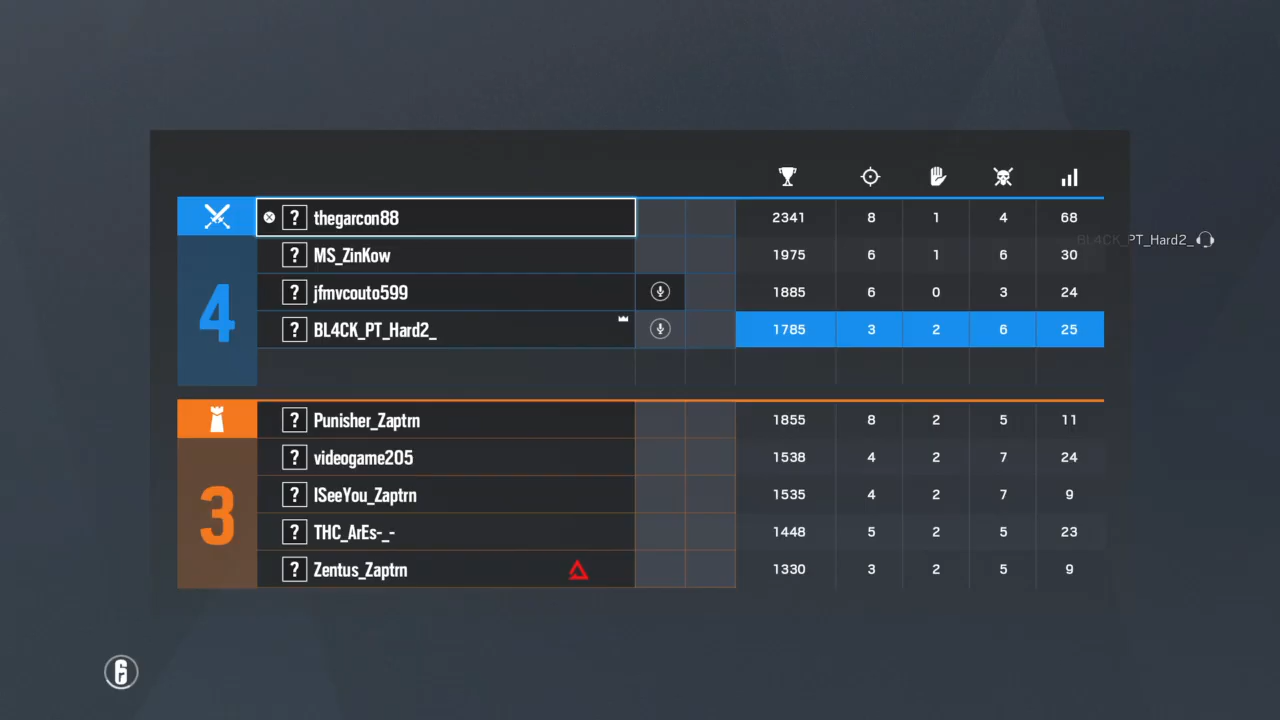 ? thegarcon88 2341 8 1 4 68
? MS_ZinKow 1975 6 1 6 30
BL4CK_PT_Hard2_
4
? jfmvcouto599 1885 6 0 3 24
? BL4CK_PT_Hard2_ 1785 3 2 6 25
? Punisher_Zaptrn 1855 8 2 5 11
? videogame205 1538 4 2 7 24
3
? ISeeYou_Zaptrn 1535 4 2 7 9
? THC_ArEs-_- 1448 5 2 5 23
? Zentus_Zaptrn 1330 3 2 5 9
6